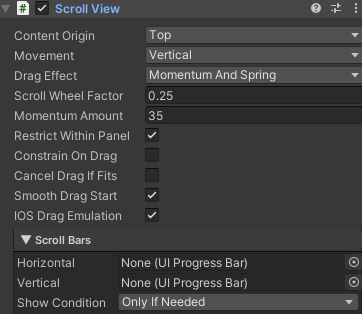 Scroll View
Content Origin Top
Movement Vertical
Drag Effect Momentum And Spring
Scroll Wheel Factor 0.25
Momentum Amount 35
Restrict Within Panel
Constrain On Drag
Cancel Drag If Fits
Smooth Drag Start
IOS Drag Emulation
Scroll Bars
Horizontal None (UI Progress Bar)
Vertical None (UI Progress Bar)
Show Condition Only If Needed